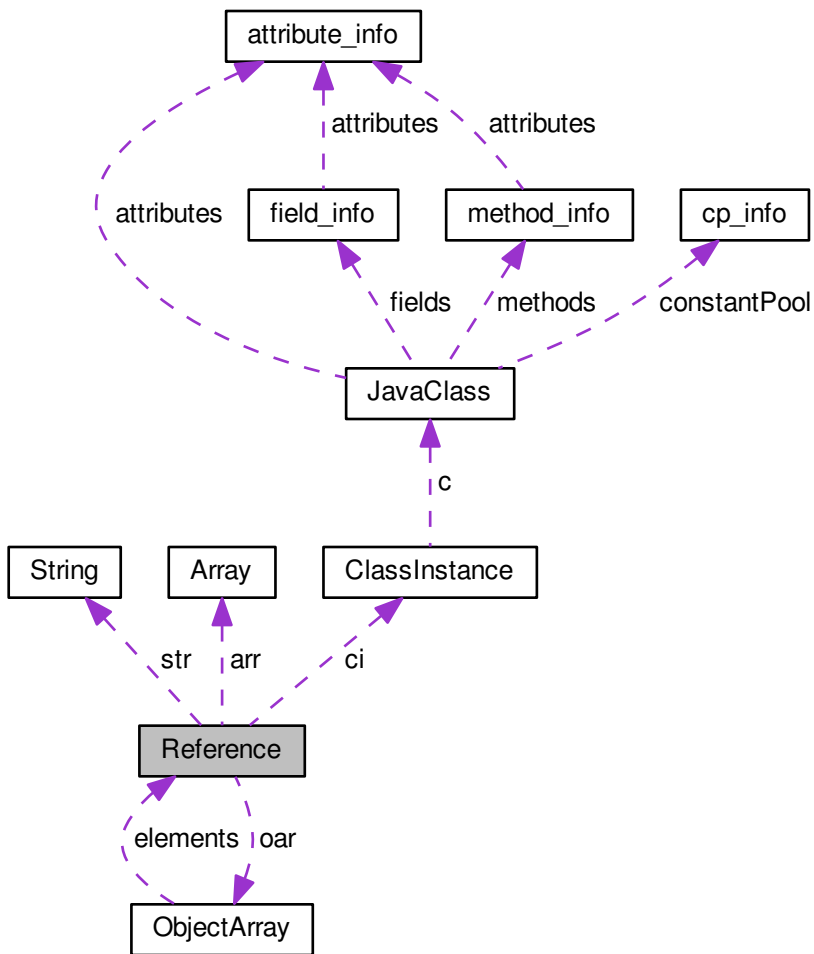 attribute_info
attributes attributes
attributes field_info method_info cp_info
fields methods constantPool
JavaClass
c
String Array ClassInstance
str arr ci
Reference
elements oar
ObjectArray